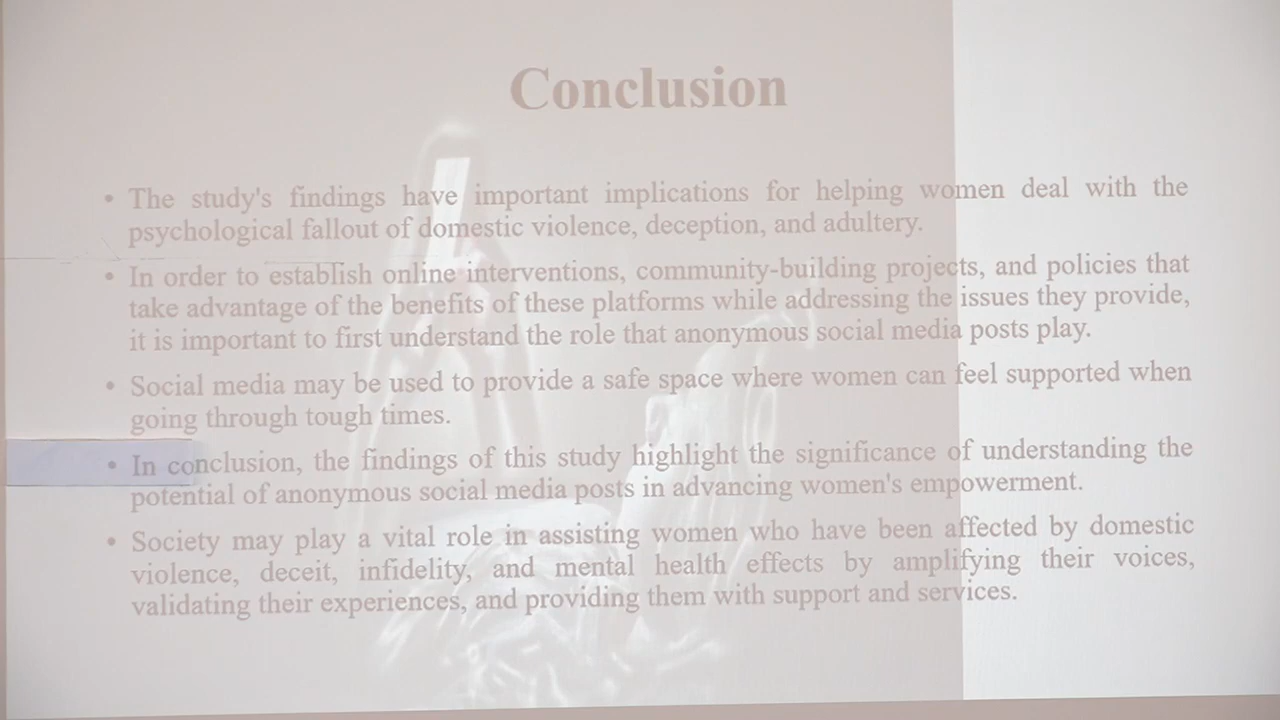 Conclusion
• The study's findings have important implications for helping women deal with the
psychological fallout of domestic violence, deception, and adultery.
• In order to establish online interventions, community-building projects, and policies that
take advantage of the benefits of these platforms while addressing the issues they provide,
it is important to first understand the role that anonymous social media posts play.
• Social media may be used to provide a safe space where women can feel supported when
going through tough times.
• In conclusion, the findings of this study highlight the significance of understanding the
potential of anonymous social media posts in advancing women's empowerment.
• Society may play a vital role in assisting women who have been affected by domestic
violence, deceit, infidelity, and mental health effects by amplifying their voices,
validating their experiences, and providing them with support and services.